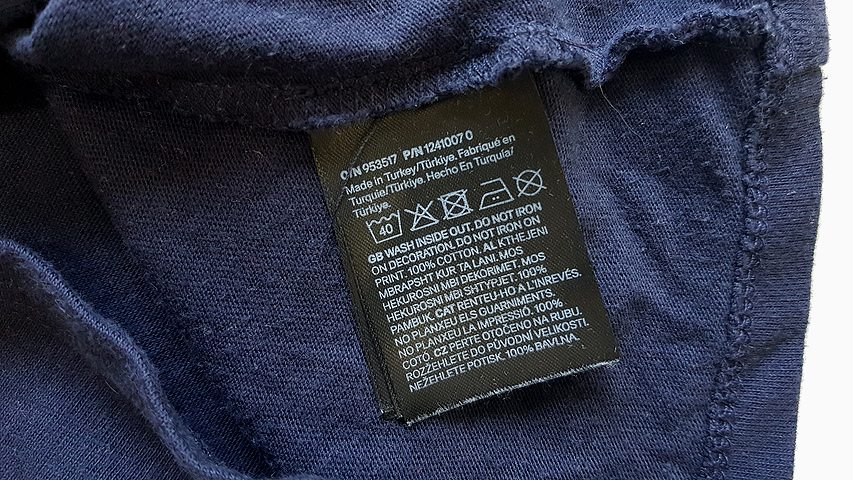 O/N 953517 P/N 1241007 0
Made in Turkey/Türkiye. Fabriqué en
Turquie/Türkiye. Hecho En Turquía/
Türkiye.
40
GB WASH INSIDE OUT. DO NOT IRON
ON DECORATION. DO NOT IRON ON
PRINT. 100% COTTON. AL KTHEJENI
MBRAPSHT KUR TA LANI. MOS
HEKUROSNI MBI DEKORIMET. MOS
HEKUROSNI MBI SHTYPJET. 100%
PAMBUK. CAT RENTEU-HO A L'INREVÉS.
NO PLANXEU ELS GUARNIMENTS.
NO PLANXEU LA IMPRESSIÓ. 100%
COTÓ. CZ PERTE OTOČENO NA RUBU.
ROZŽEHLETE DO PŮVODNÍ VELIKOSTI.
NEŽEHLETE POTISK. 100% BAVLNA.